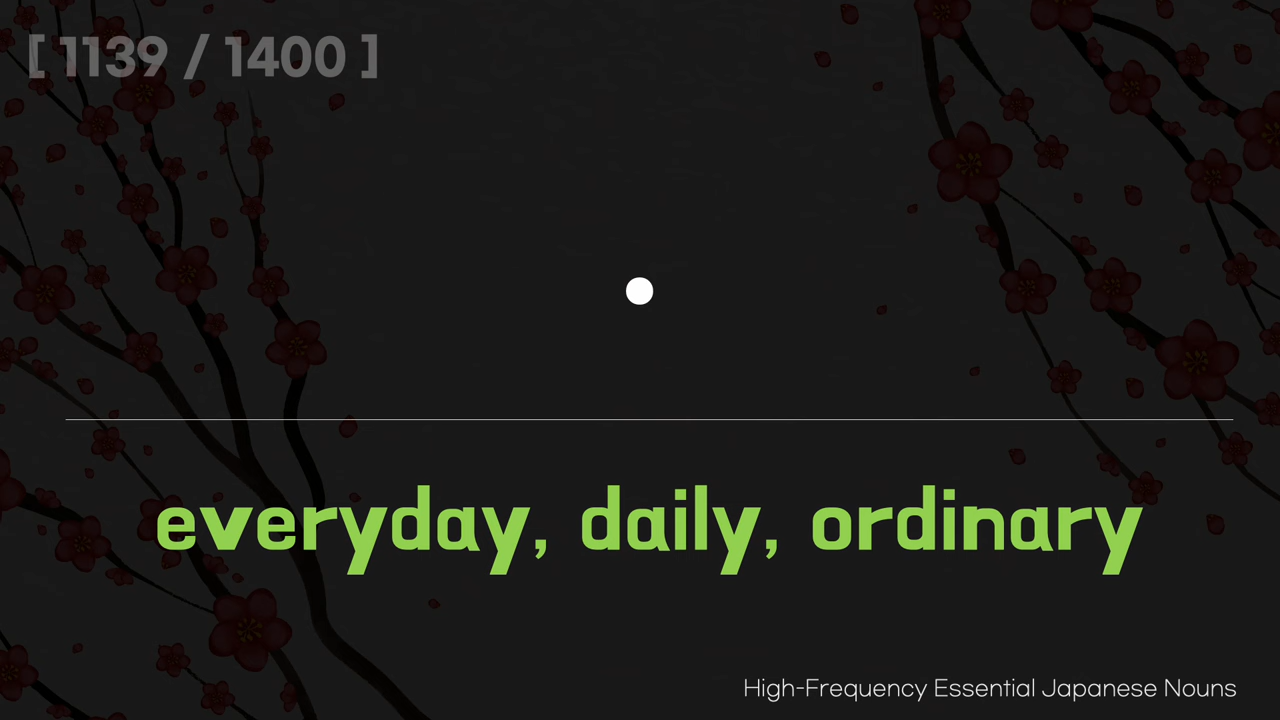 [ 1139 / 1400 ]
everyday, daily, ordinary
High-Frequency Essential Japanese Nouns